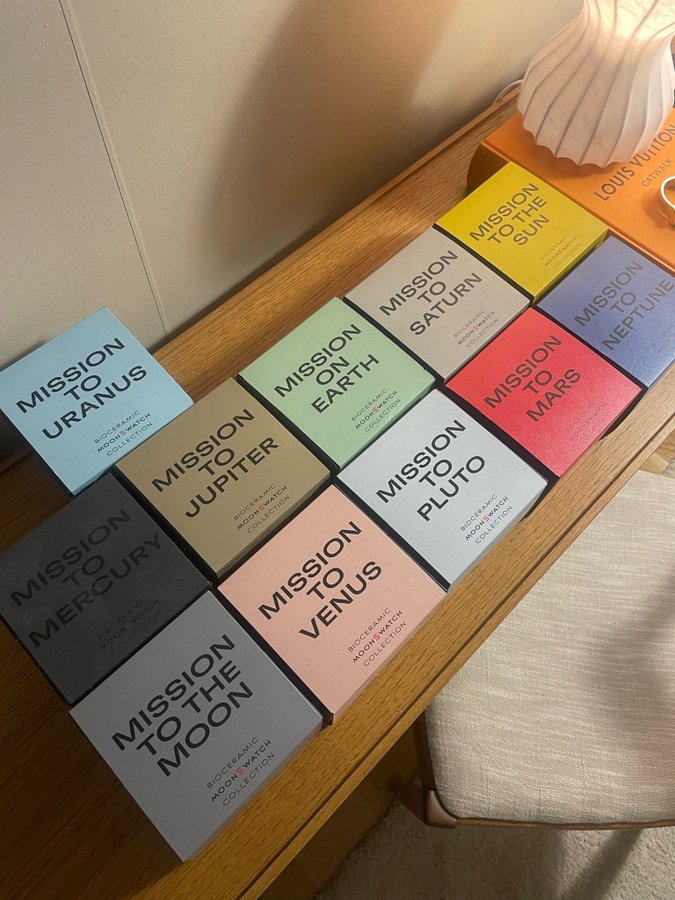 MISSION
TO THE
SUN
BIOCERAMIC
MOONSWATCH
COLLECTION
LOUIS VUITTON
CATWALK
MISSION
TO
SATURN
BIOCERAMIC
MOONSWATCH
COLLECTION
MISSION
TO
NEPTUNE
MISSION
ON
EARTH
BIOCERAMIC
MOONSWATCH
COLLECTION
MISSION
TO
MARS
BIOCERAMIC
MOONSWATCH
COLLECTION
MISSION
TO
URANUS
BIOCERAMIC
MOONSWATCH
COLLECTION
MISSION
TO
JUPITER
BIOCERAMIC
MOONSWATCH
COLLECTION
MISSION
TO
PLUTO
BIOCERAMIC
MOONSWATCH
COLLECTION
MISSION
TO
MERCURY
BIOCERAMIC
MOONSWATCH
COLLECTION
MISSION
TO
VENUS
BIOCERAMIC
MOONSWATCH
COLLECTION
MISSION
TO THE
MOON
BIOCERAMIC
MOONSWATCH
COLLECTION